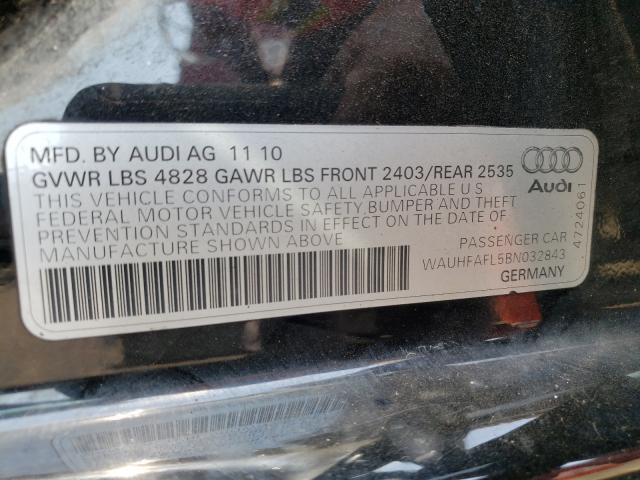 MFD. BY AUDI AG 11 10
GVWR LBS 4828 GAWR LBS FRONT 2403/REAR 2535
THIS VEHICLE CONFORMS TO ALL APPLICABLE U S
FEDERAL MOTOR VEHICLE SAFETY BUMPER AND THEFT
PREVENTION STANDARDS IN EFFECT ON THE DATE OF
MANUFACTURE SHOWN ABOVE
PASSENGER CAR
WAUHFAFL5BN032843
GERMANY
Audi
4724061